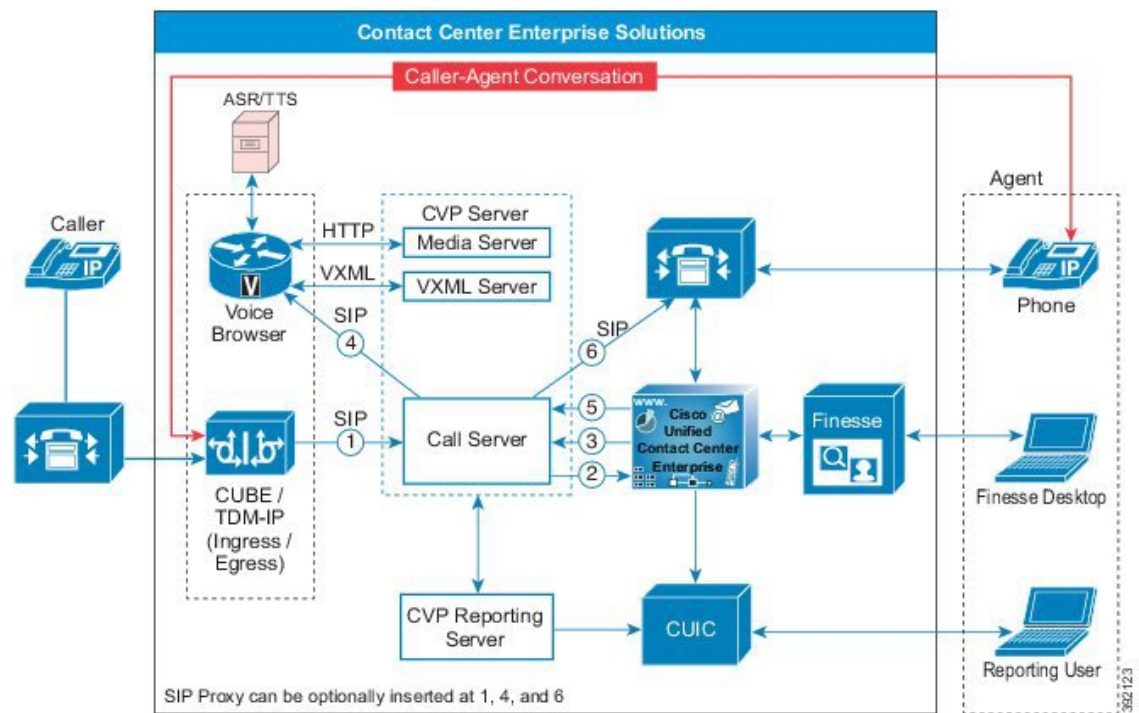 Contact Center Enterprise Solutions
Caller-Agent Conversation
ASR/TTS
Agent
Caller
CVP Server
HTTP
Media Server
IP
IP
VXML
VXML Server
V
Voice
Browser
Phone
SIP
SIP
4
6
www.
Cisco @
Unified
Contact Center
Enterprise
5
SIP
Call Server
3
Finesse
1
2
CUBE /
TDM-IP
(Ingress /
Egress)
Finesse Desktop
CVP Reporting
Server
CUIC
Reporting User
SIP Proxy can be optionally inserted at 1, 4, and 6
392123